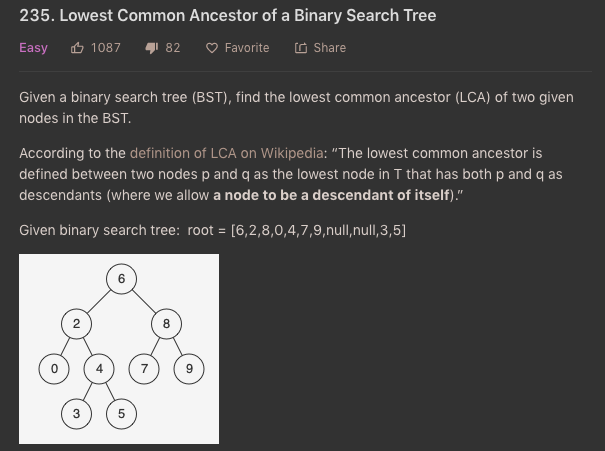 235. Lowest Common Ancestor of a Binary Search Tree
Easy 1087 82 Favorite Share
Given a binary search tree (BST), find the lowest common ancestor (LCA) of two given
nodes in the BST.
According to the definition of LCA on Wikipedia: “The lowest common ancestor is
defined between two nodes p and q as the lowest node in T that has both p and q as
descendants (where we allow a node to be a descendant of itself).”
Given binary search tree: root = [6,2,8,0,4,7,9,null,null,3,5]
6
2 8
0 4 7 9
3 5